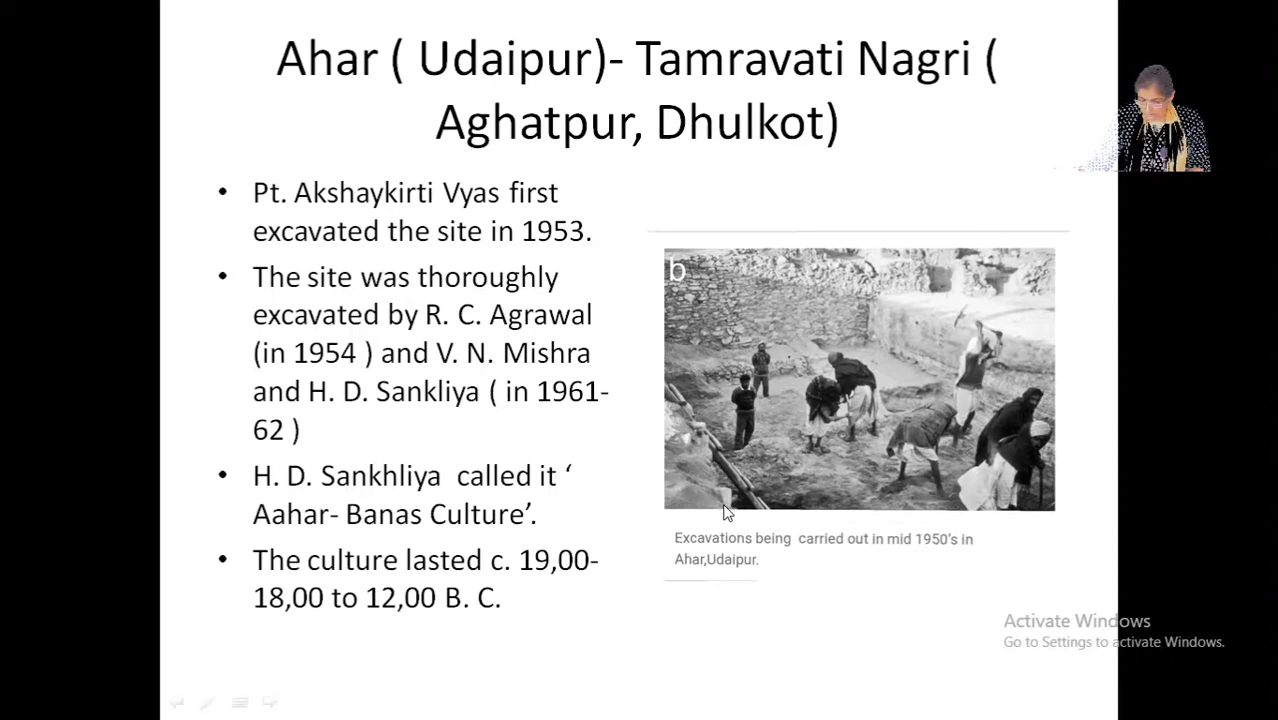 Ahar ( Udaipur)- Tamravati Nagri (
Aghatpur, Dhulkot)
• Pt. Akshaykirti Vyas first
excavated the site in 1953.
• The site was thoroughly
excavated by R. C. Agrawal
(in 1954 ) and V. N. Mishra
and H. D. Sankliya ( in 1961-
62 )
• H. D. Sankhliya called it ‘
Aahar- Banas Culture’.
• The culture lasted c. 19,00-
18,00 to 12,00 B. C.
b
Excavations being carried out in mid 1950's in
Ahar,Udaipur.
Activate Windows
Go to Settings to activate Windows.